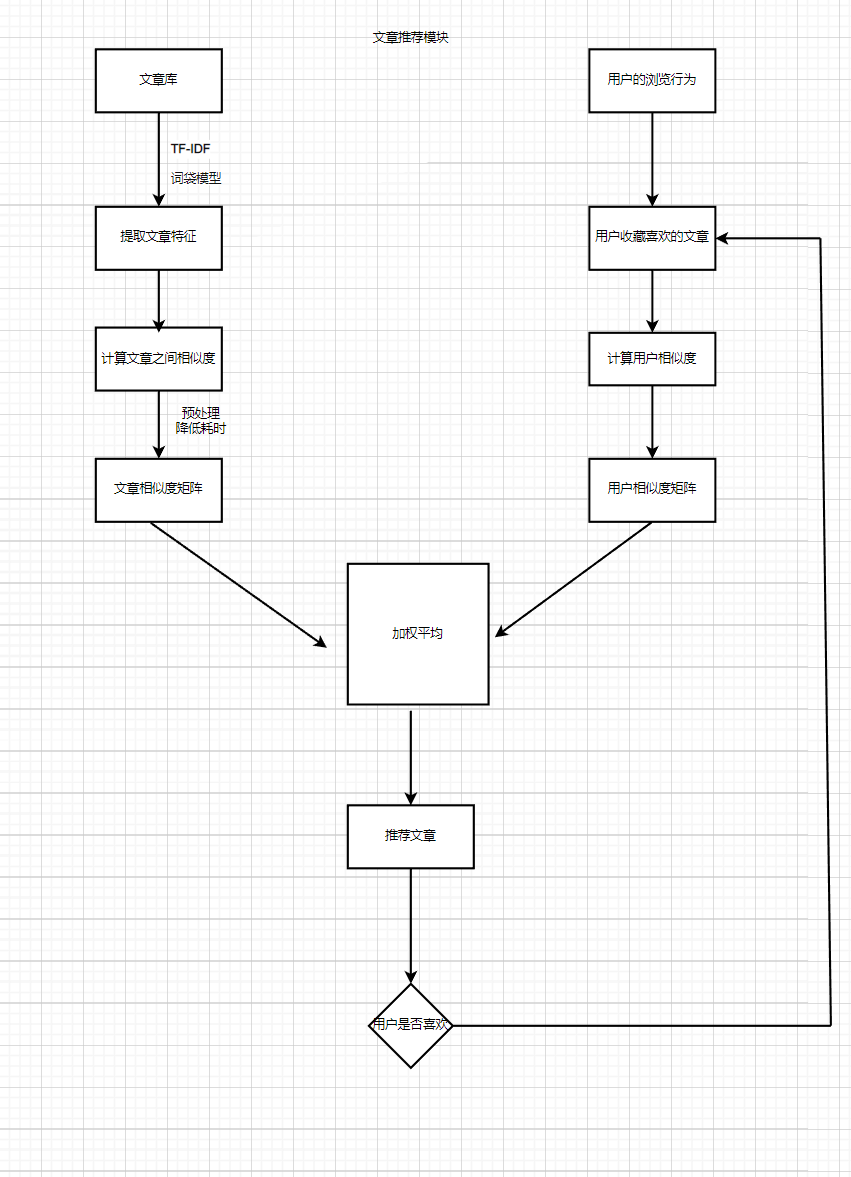 文章推荐模块
文章库
用户的浏览行为
TF-IDF
词袋模型
提取文章特征
用户收藏喜欢的文章
计算文章之间相似度
计算用户相似度
预处理
降低耗时
文章相似度矩阵
用户相似度矩阵
加权平均
推荐文章
用户是否喜欢